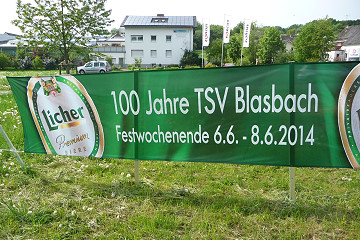 Licher
Premium
100 Jahre TSV Blasbach
Festwochenende 6.6. - 8.6.2014